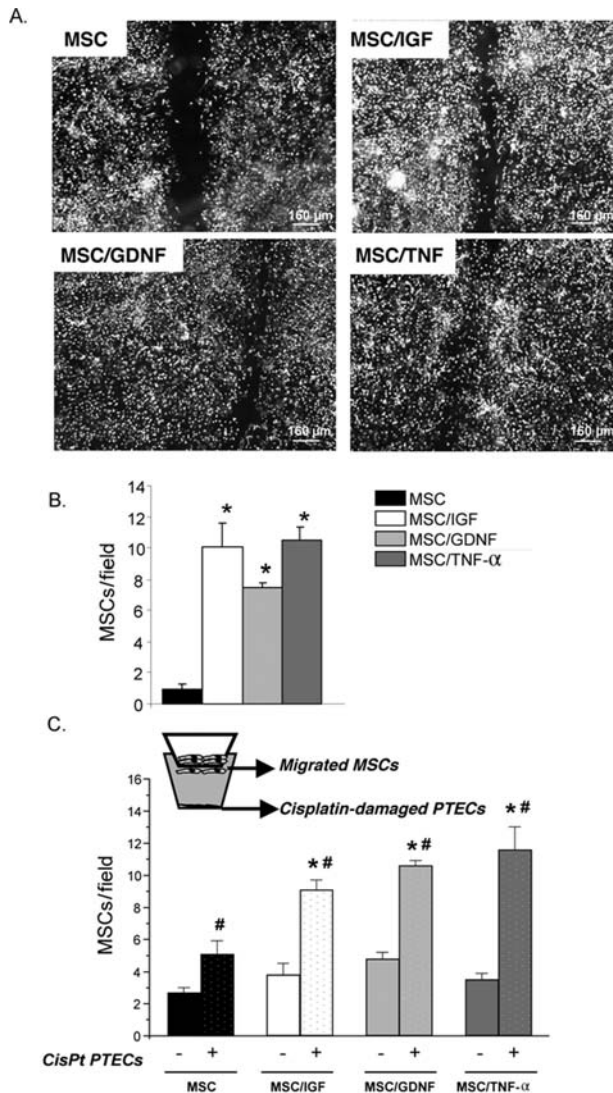 A.
MSC
MSC/IGF
160 µm
160 µm
MSC/GDNF
MSC/TNF
160 µm
160 µm
B.
14
12
10
8
6
4
2
0
MSCs/field
*
*
*
MSC
MSC/IGF
MSC/GDNF
MSC/TNF-α
C.
Migrated MSCs
Cisplatin-damaged PTECs
16
14
12
10
8
6
4
2
0
MSCs/field
#
*#
*#
*#
CisPt PTECs - + - + - + - +
MSC MSC/IGF MSC/GDNF MSC/TNF-α